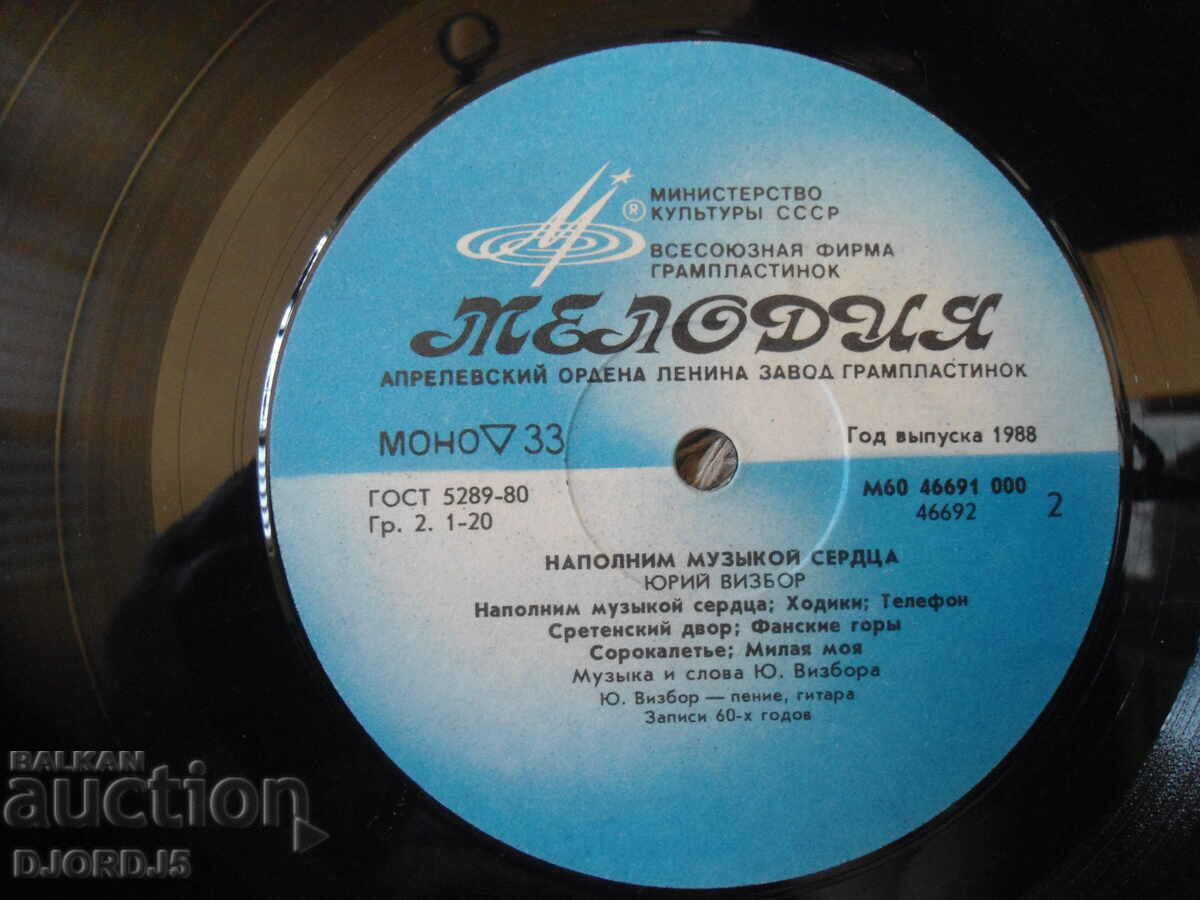 МИНИСТЕРСТВО
КУЛЬТУРЫ СССР
®
ВСЕСОЮЗНАЯ ФИРМА
ГРАМПЛАСТИНОК
МЕЛОДИЯ
АПРЕЛЕВСКИЙ ОРДЕНА ЛЕНИНА ЗАВОД ГРАМПЛАСТИНОК
МОНО ▽ 33
Год выпуска 1988
ГОСТ 5289-80
Гр. 2. 1-20
М60 46691 000
46692 2
НАПОЛНИМ МУЗЫКОЙ СЕРДЦА
ЮРИЙ ВИЗБОР
Наполним музыкой сердца; Ходики; Телефон
Сретенский двор; Фанские горы
Сорокалетье; Милая моя
Музыка и слова Ю. Визбора
Ю. Визбор — пение, гитара
Записи 60-х годов
BALKAN
auction
DJORDJ5